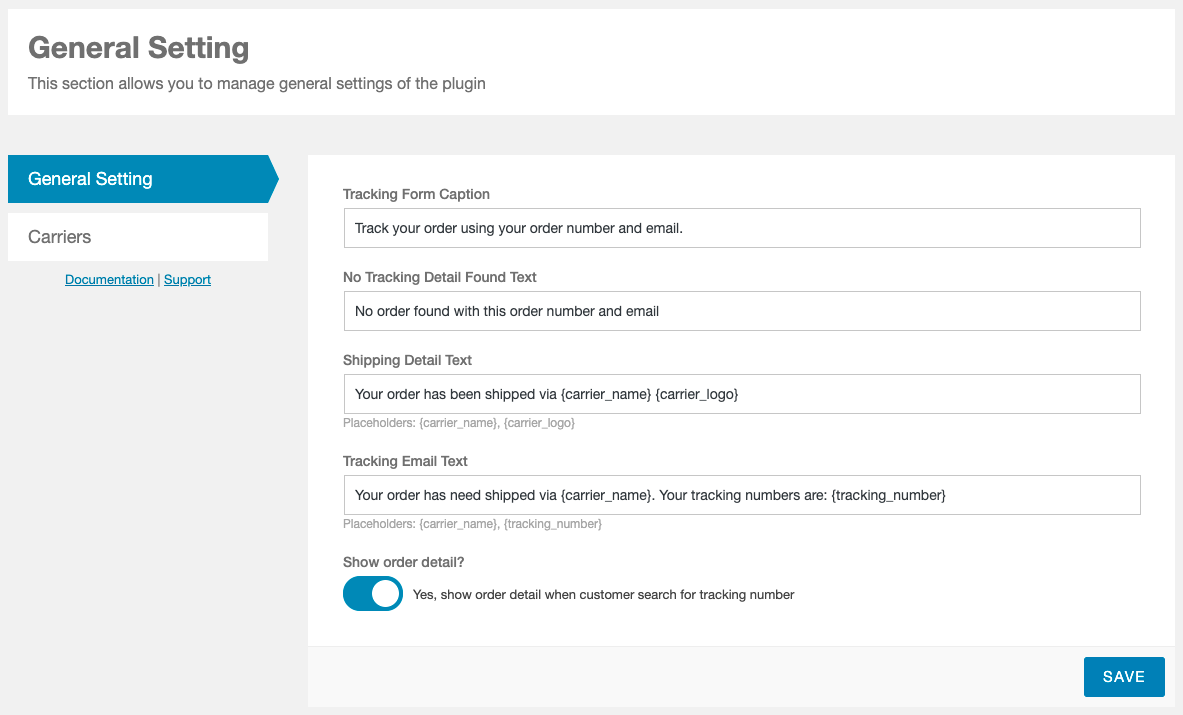 General Setting
This section allows you to manage general settings of the plugin
General Setting
Carriers
Documentation | Support
Tracking Form Caption
Track your order using your order number and email.
No Tracking Detail Found Text
No order found with this order number and email
Shipping Detail Text
Your order has been shipped via {carrier_name} {carrier_logo}
Placeholders: {carrier_name}, {carrier_logo}
Tracking Email Text
Your order has need shipped via {carrier_name}. Your tracking numbers are: {tracking_number}
Placeholders: {carrier_name}, {tracking_number}
Show order detail?
Yes, show order detail when customer search for tracking number
SAVE